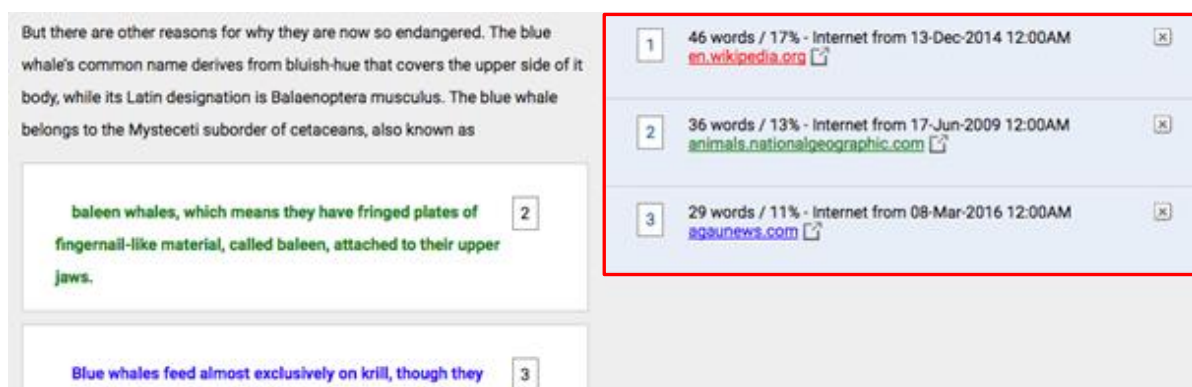 But there are other reasons for why they are now so endangered. The blue
whale's common name derives from bluish-hue that covers the upper side of it
body, while its Latin designation is Balaenoptera musculus. The blue whale
belongs to the Mysteceti suborder of cetaceans, also known as
baleen whales, which means they have fringed plates of
2
fingernail-like material, called baleen, attached to their upper
jaws.
Blue whales feed almost exclusively on krill, though they
3
1
46 words / 17% - Internet from 13-Dec-2014 12:00AM
en.wikipedia.org
2
36 words / 13% - Internet from 17-Jun-2009 12:00AM
animals.nationalgeographic.com
3
29 words / 11% - Internet from 08-Mar-2016 12:00AM
agaunews.com